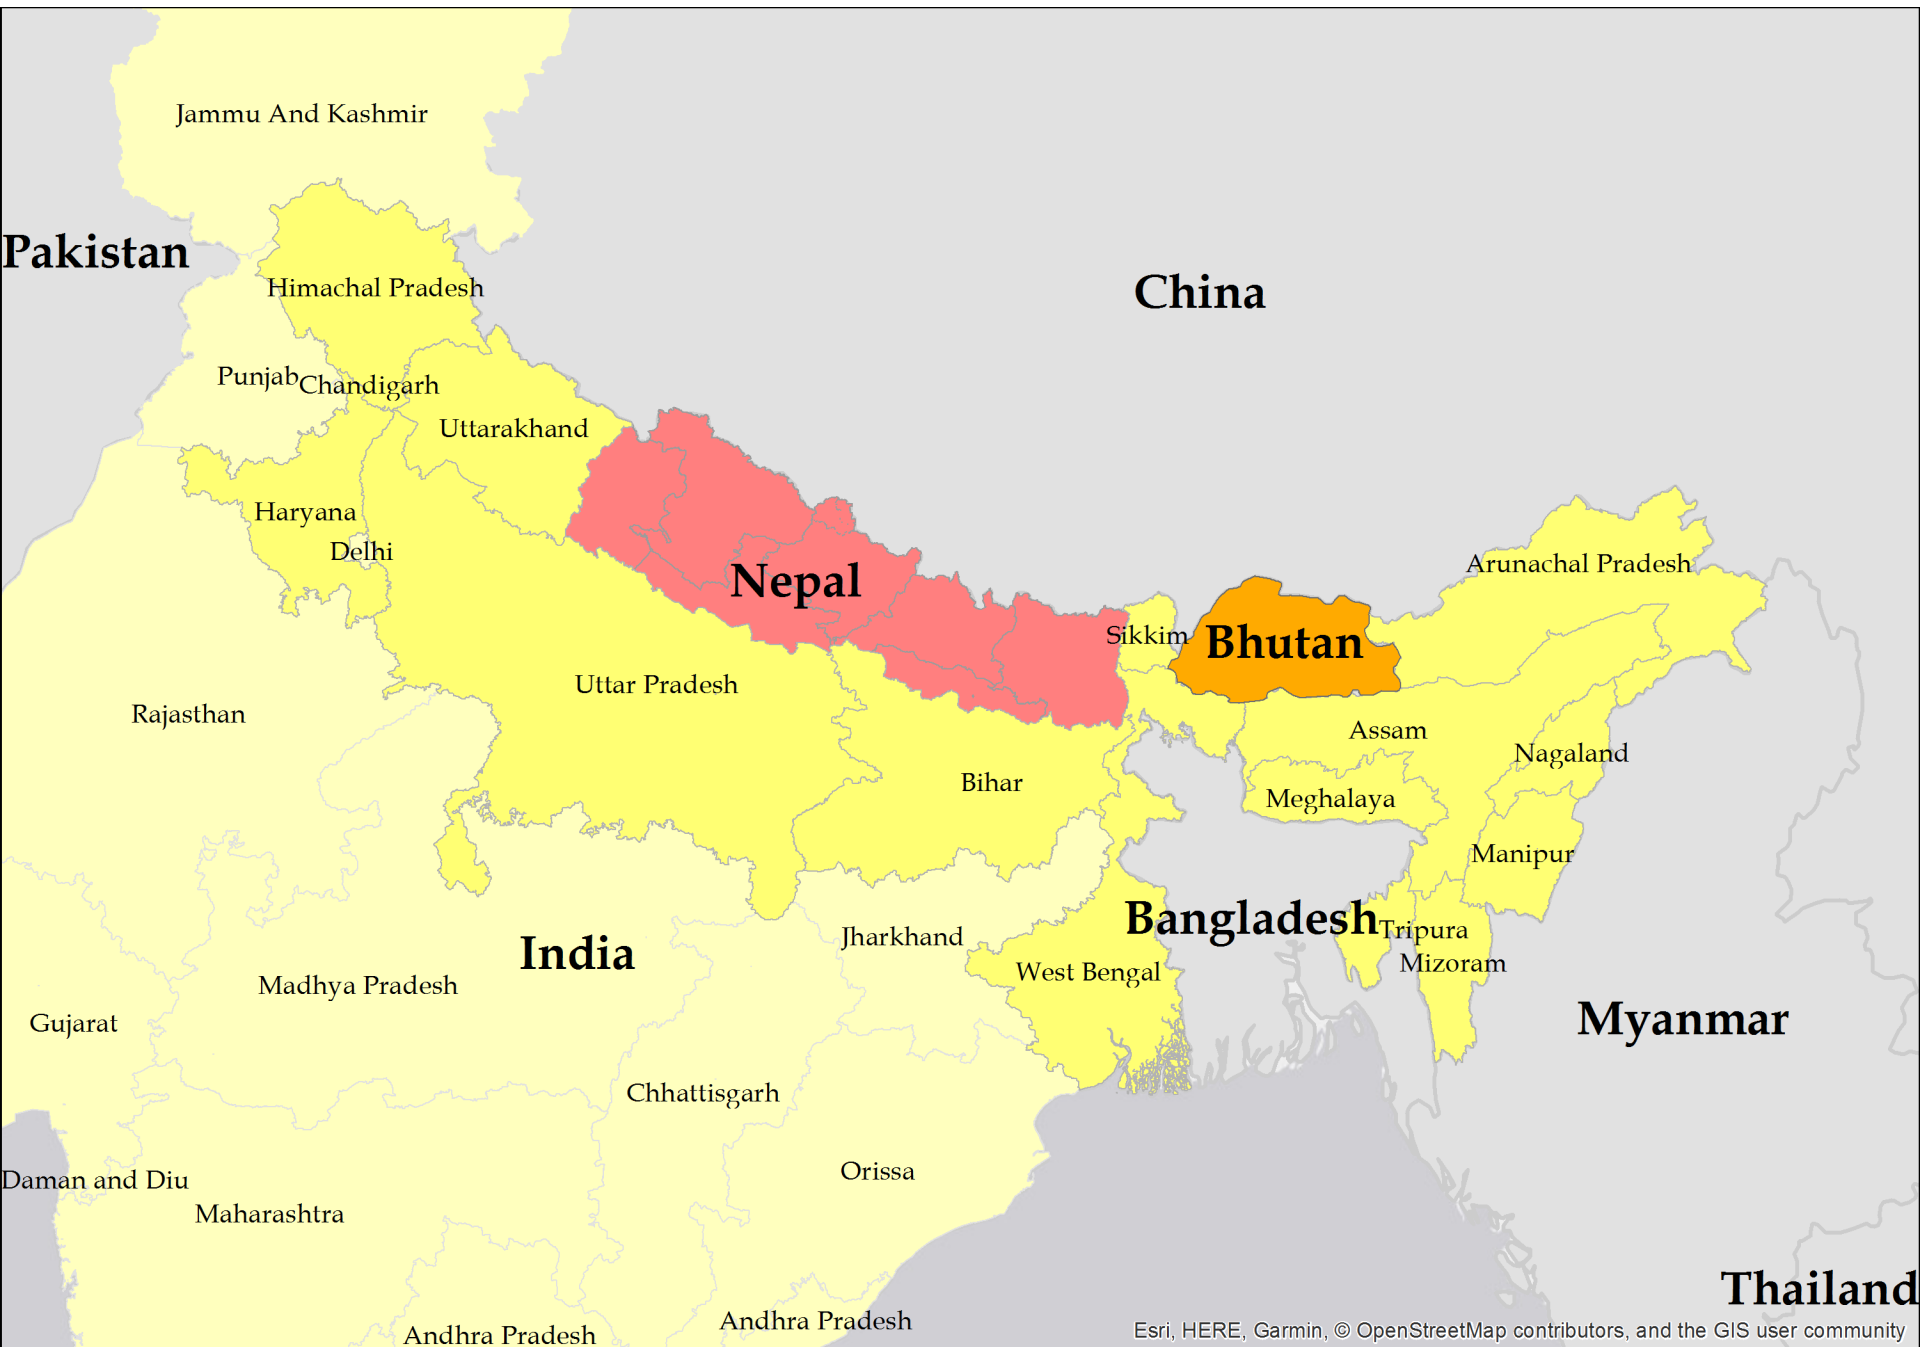 Jammu And Kashmir
Pakistan
Himachal Pradesh
China
Punjab
Chandigarh
Uttarakhand
Haryana
Delhi
Arunachal Pradesh
Nepal
Sikkim
Bhutan
Uttar Pradesh
Rajasthan
Assam
Nagaland
Bihar
Meghalaya
Manipur
Bangladesh
Tripura
Jharkhand
India
Mizoram
West Bengal
Madhya Pradesh
Gujarat
Myanmar
Chhattisgarh
Orissa
Daman and Diu
Maharashtra
Thailand
Andhra Pradesh
Andhra Pradesh
Esri, HERE, Garmin, © OpenStreetMap contributors, and the GIS user community